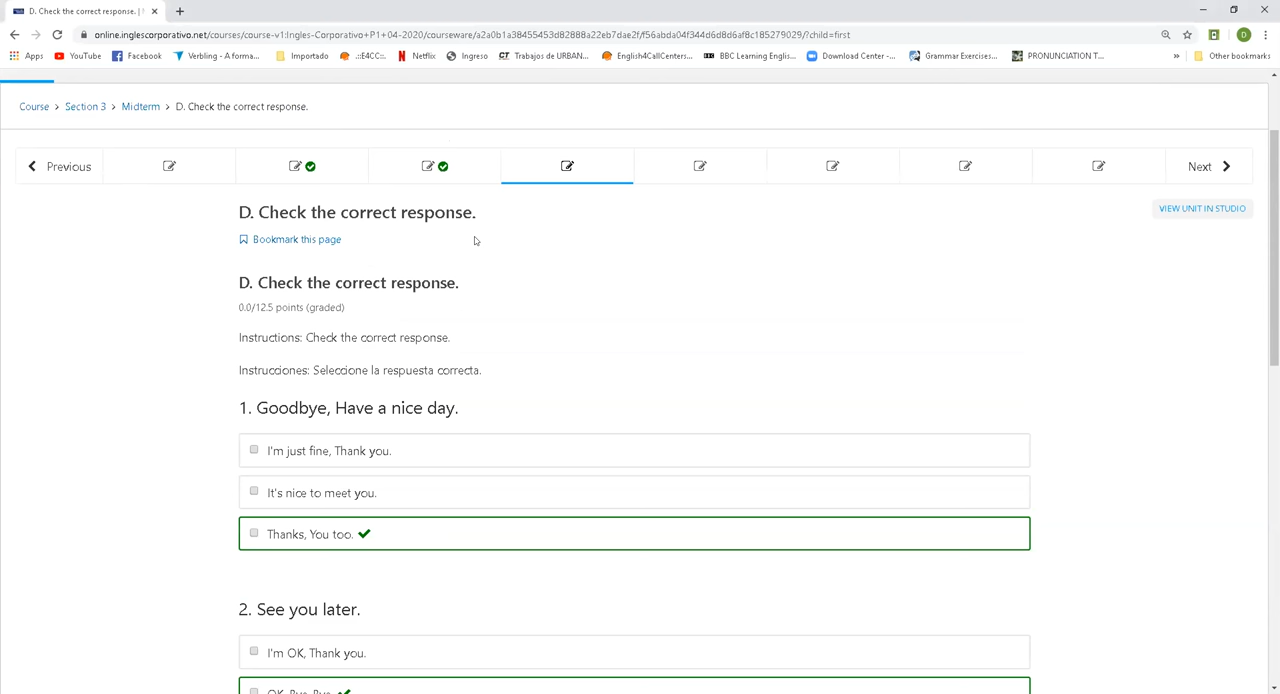 D. Check the correct response. |
online.inglescorporativo.net/courses/course-v1:Ingles-Corporativo+P1+04-2020/courseware/a2a0b1a38455453d82888a22eb7dae2f/f56abda04f344d6d8d6af8c185279029/?child=first
D
Apps YouTube Facebook Verbling - A forma... Importado .::E4CC::. Netflix Ingreso Trabajos de URBAN... English4CallCenters... BBC Learning Englis... Download Center -... Grammar Exercises... PRONUNCIATION T... » Other bookmarks
Course > Section 3 > Midterm > D. Check the correct response.
Previous Next
D. Check the correct response.
VIEW UNIT IN STUDIO
Bookmark this page
D. Check the correct response.
0.0/12.5 points (graded)
Instructions: Check the correct response.
Instrucciones: Seleccione la respuesta correcta.
1. Goodbye, Have a nice day.
I'm just fine, Thank you.
It's nice to meet you.
Thanks, You too.
2. See you later.
I'm OK, Thank you.
OK, Bye-Bye.